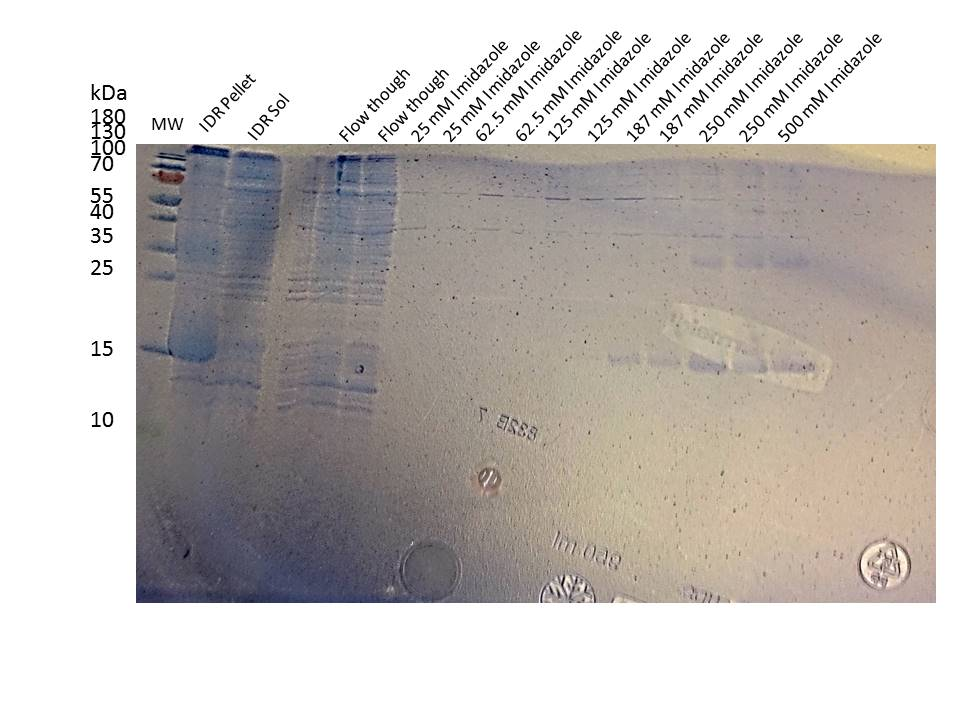 kDa
180
130
100
70
55
40
35
25
15
10
MW
IDR Pellet
IDR Sol
Flow though
Flow though
25 mM Imidazole
25 mM Imidazole
62.5 mM Imidazole
62.5 mM Imidazole
125 mM Imidazole
125 mM Imidazole
187 mM Imidazole
187 mM Imidazole
250 mM Imidazole
250 mM Imidazole
500 mM Imidazole